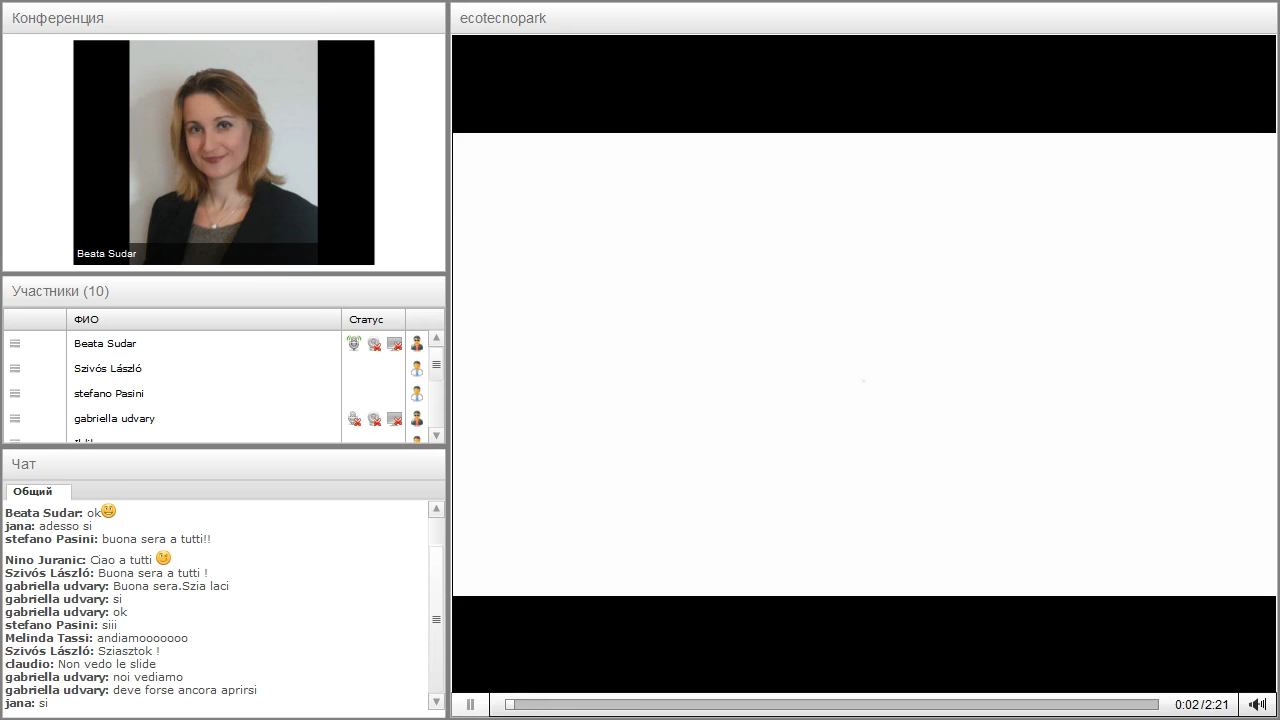 Конференция
ecotecnopark
Beata Sudar
Участники (10)
ФИО
Статус
Beata Sudar
Szivós László
stefano Pasini
gabriella udvary
Чат
Общий
Beata Sudar: ok
jana: adesso si
stefano Pasini: buona sera a tutti!!
Nino Juranic: Ciao a tutti
Szivós László: Buona sera a tutti !
gabriella udvary: Buona sera.Szia laci
gabriella udvary: si
gabriella udvary: ok
stefano Pasini: siii
Melinda Tassi: andiamooooooo
Szivós László: Sziasztok !
claudio: Non vedo le slide
gabriella udvary: noi vediamo
gabriella udvary: deve forse ancora aprirsi
jana: si
0:02/2:21